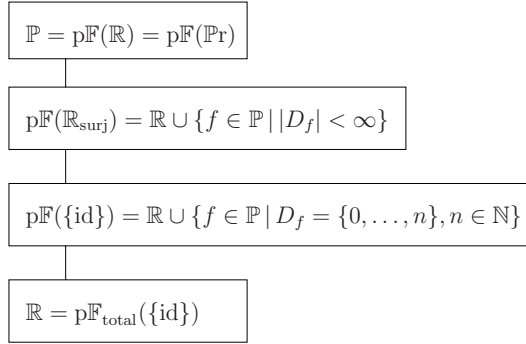 ℙ = p𝔽(ℝ) = p𝔽(ℙr)
p𝔽(ℝ_surj) = ℝ ∪ {f ∈ ℙ | |D_f| < ∞}
p𝔽({id}) = ℝ ∪ {f ∈ ℙ | D_f = {0, . . . , n}, n ∈ ℕ}
ℝ = p𝔽_total({id})